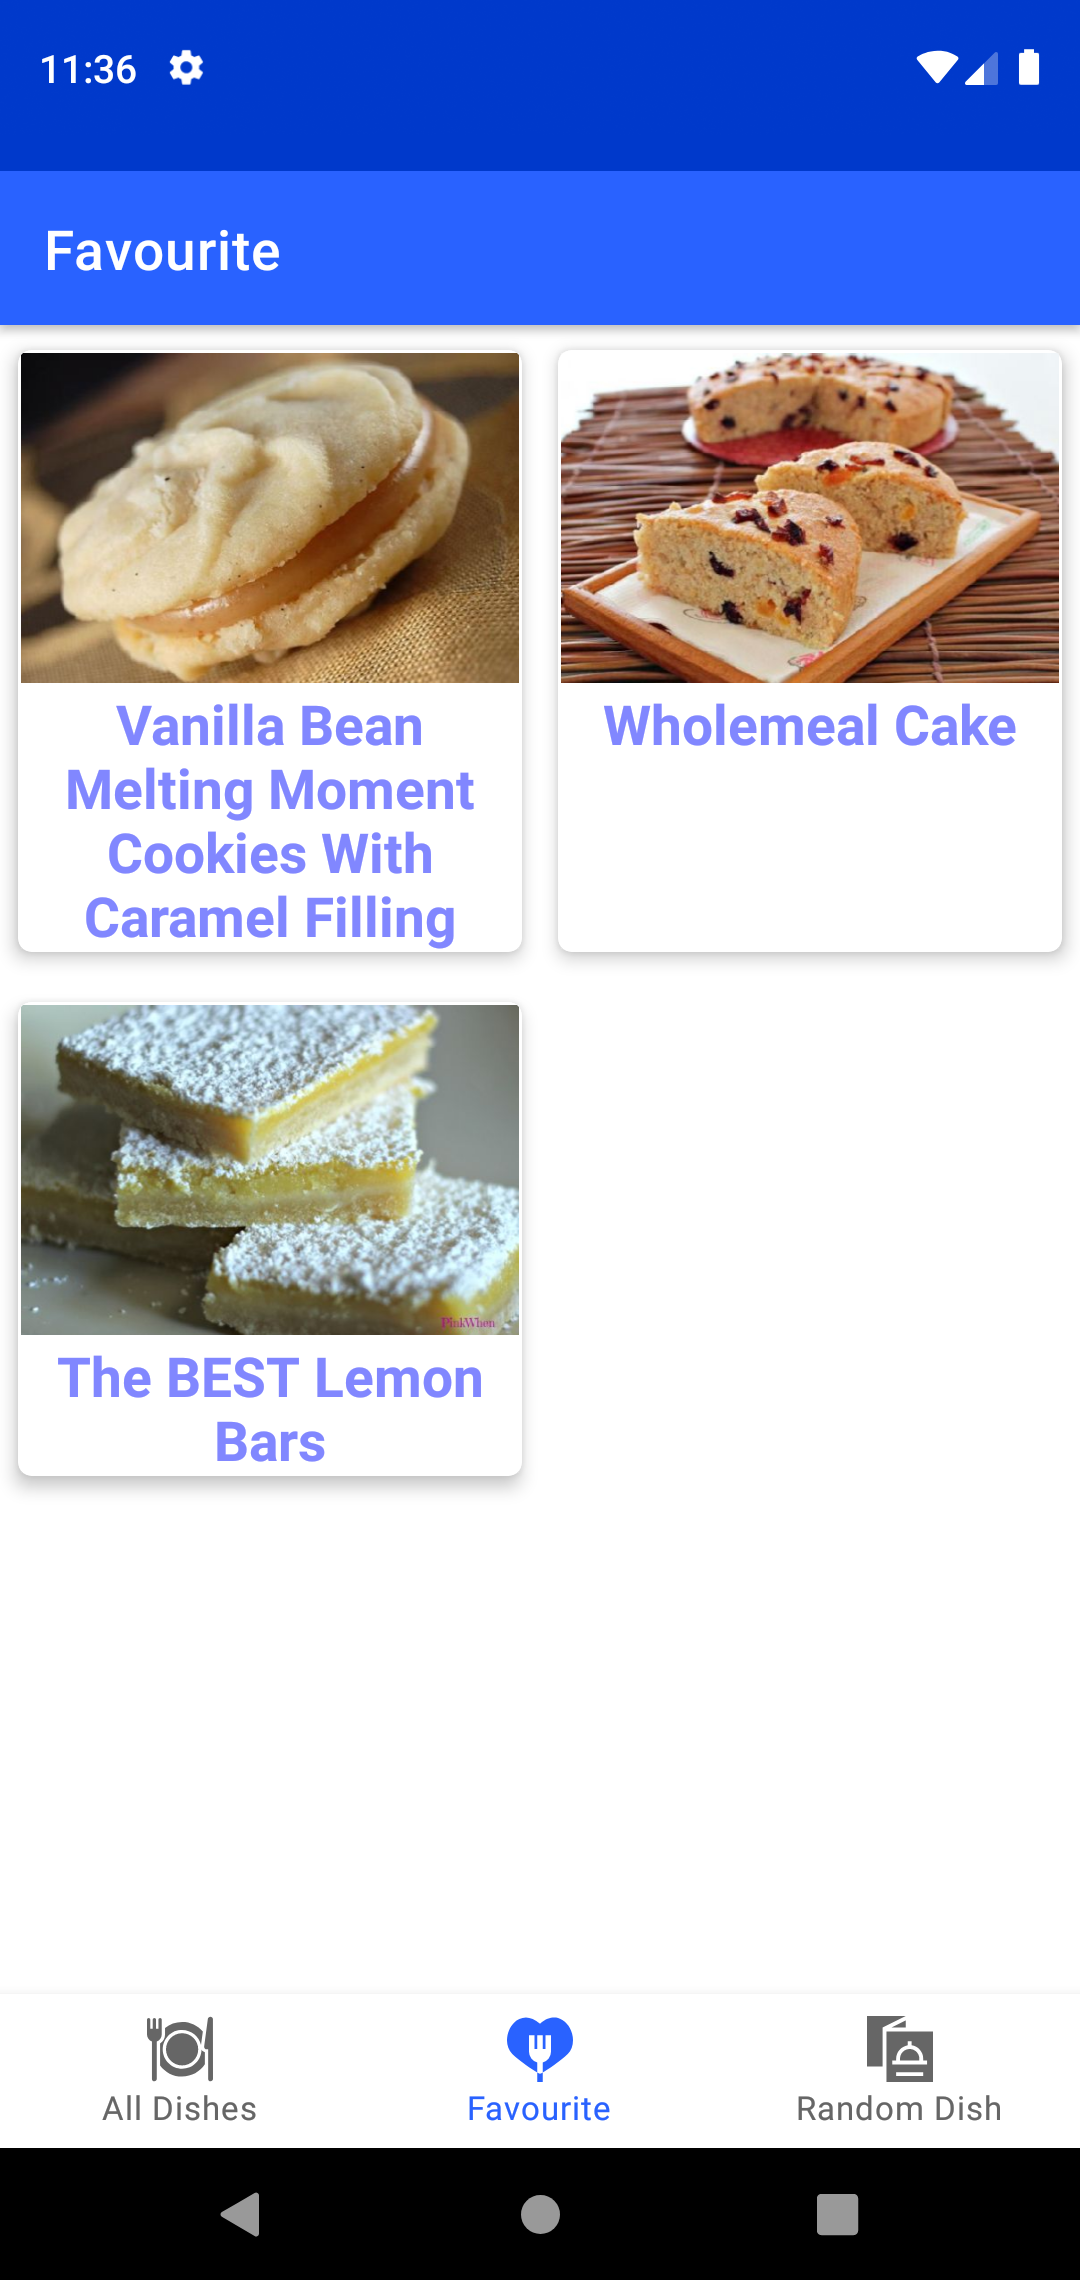 11:36
Favourite
Vanilla Bean
Melting Moment
Cookies With
Caramel Filling
Wholemeal Cake
PinkWhen
The BEST Lemon
Bars
All Dishes
Favourite
Random Dish